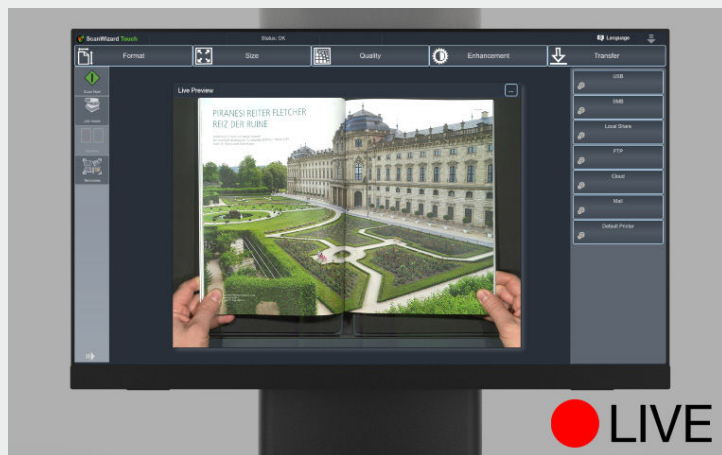 ScanWizard Touch
Status: OK
Language
Format
Size
Quality
Enhancement
Transfer
Live Preview
PIRANESI REITER FLETCHER
REIZ DER RUINE
USB
SMB
Local Share
FTP
Cloud
Mail
Default Printer
LIVE